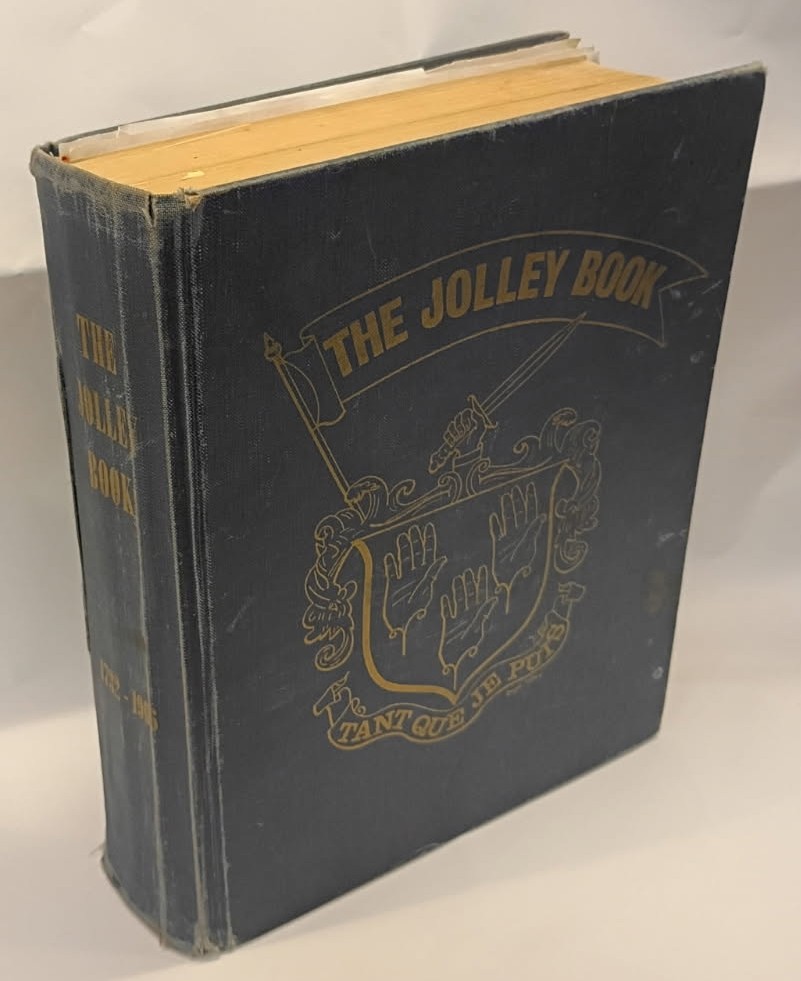 THE
JOLLEY
BOOK
THE JOLLEY BOOK
TANT QUE JE PUIS